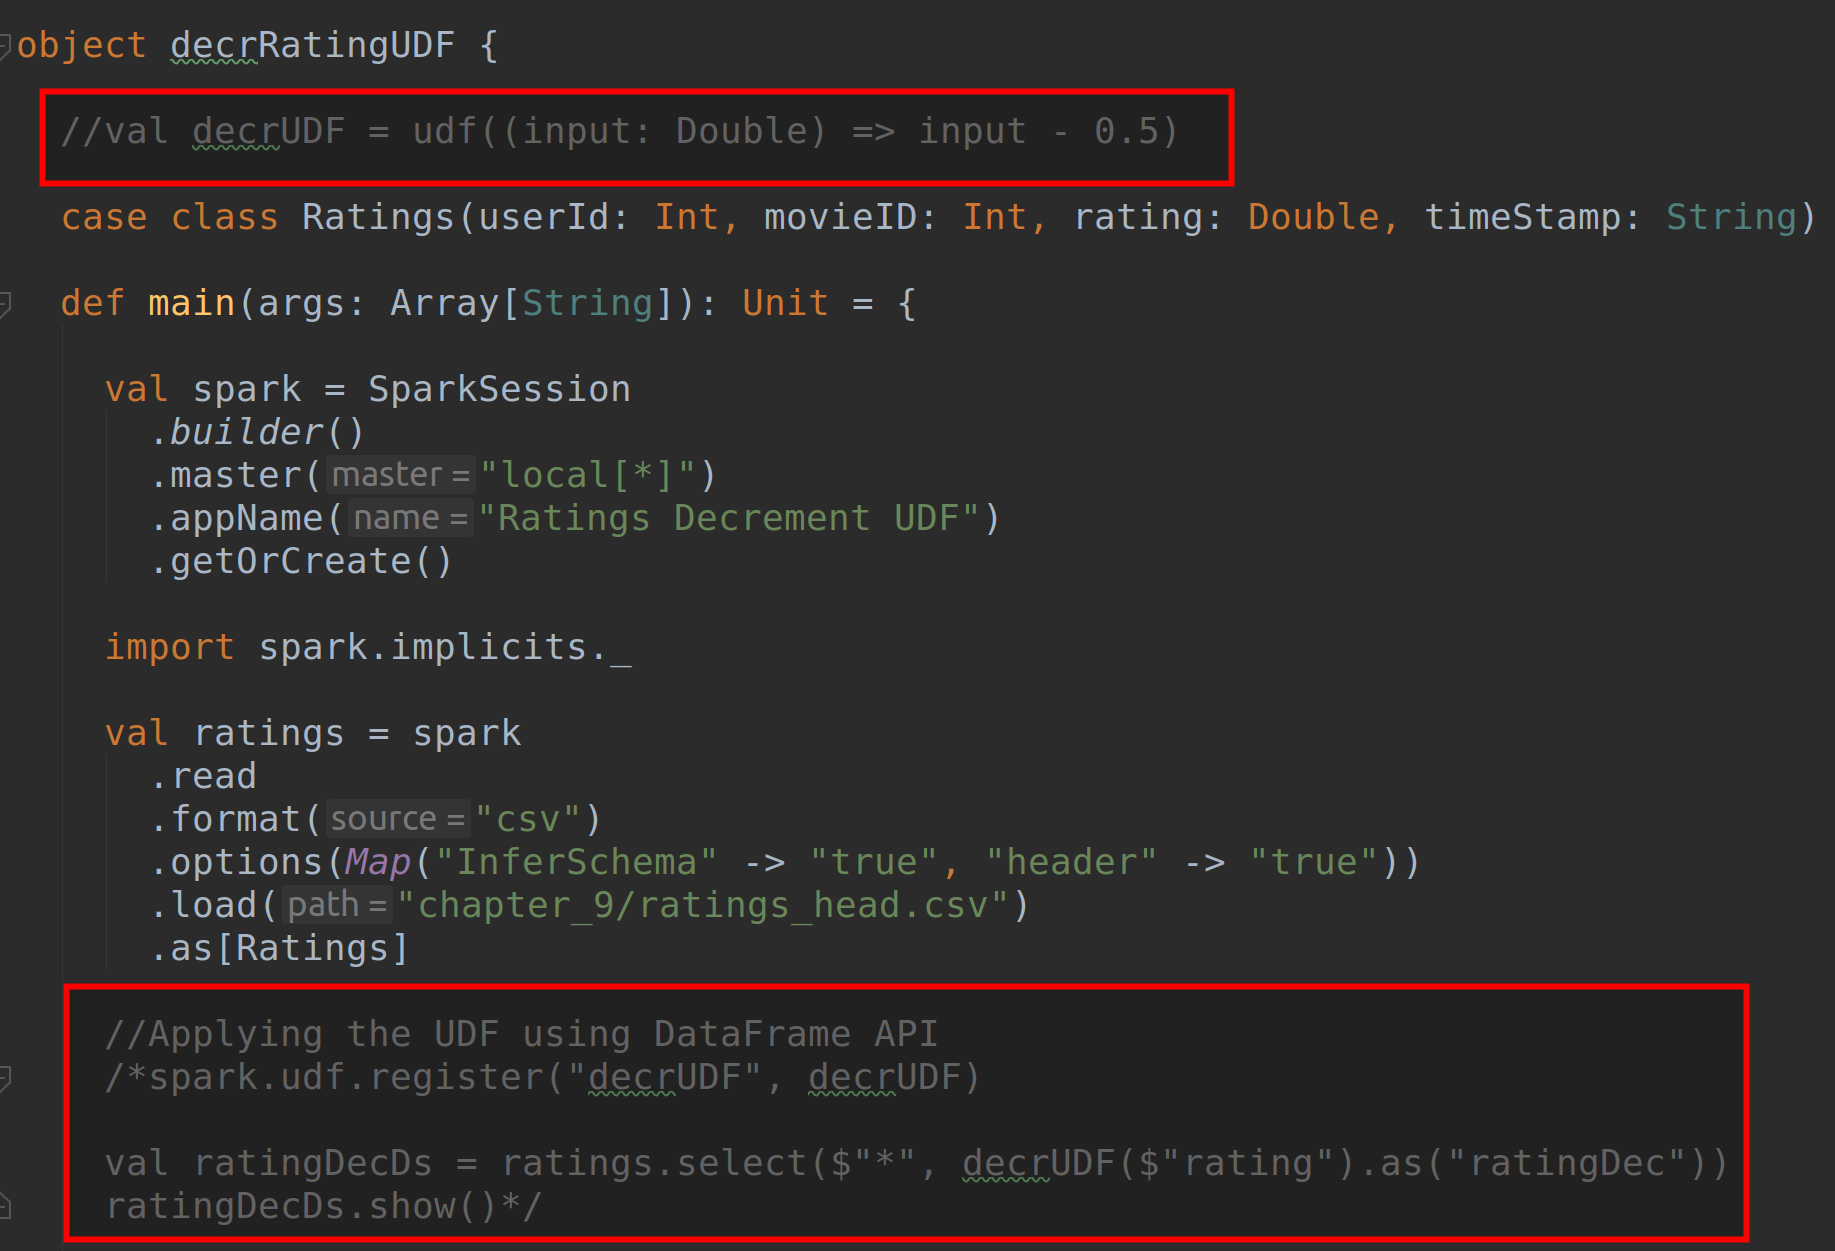 object decrRatingUDF {
//val decrUDF = udf((input: Double) => input - 0.5)
case class Ratings(userId: Int, movieID: Int, rating: Double, timeStamp: String)
def main(args: Array[String]): Unit = {
val spark = SparkSession
.builder()
.master( master = "local[*]")
.appName( name = "Ratings Decrement UDF")
.getOrCreate()
import spark.implicits._
val ratings = spark
.read
.format( source = "csv")
.options(Map("InferSchema" -> "true", "header" -> "true"))
.load( path = "chapter_9/ratings_head.csv")
.as[Ratings]
//Applying the UDF using DataFrame API
/*spark.udf.register("decrUDF", decrUDF)
val ratingDecDs = ratings.select($"*", decrUDF($"rating").as("ratingDec"))
ratingDecDs.show()*/